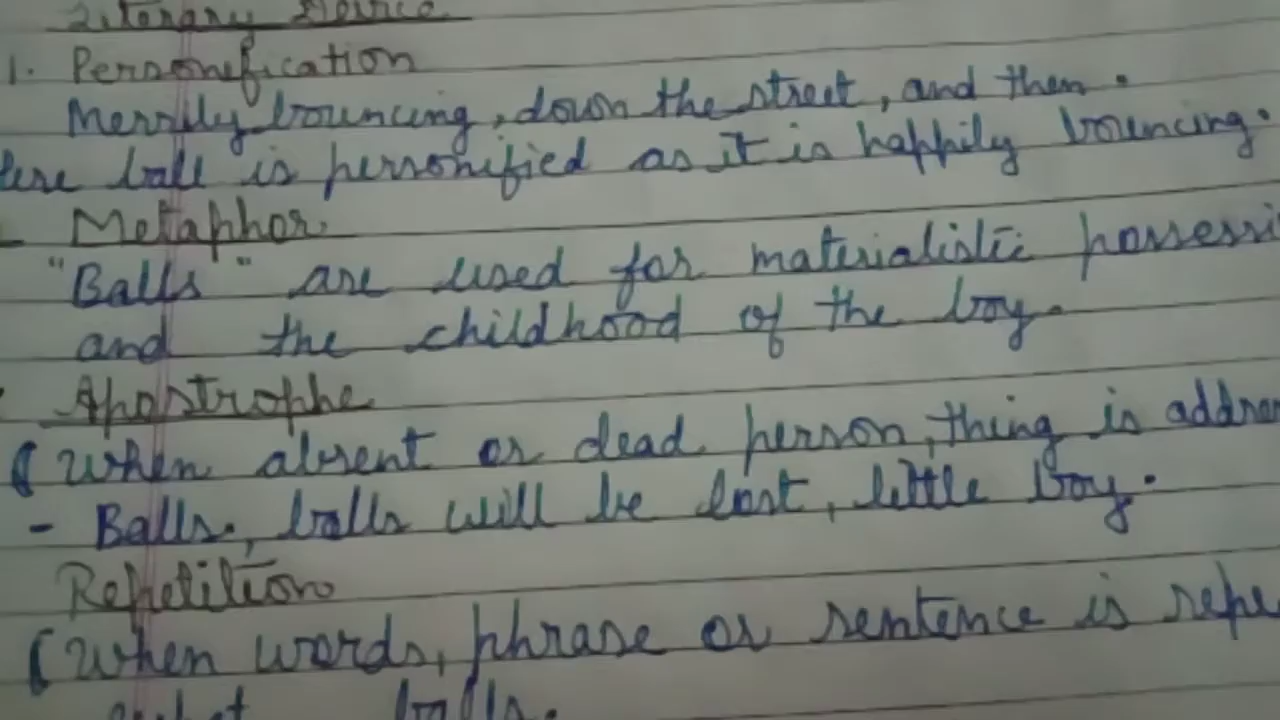 Literary Device
1. Personification
Merrily bouncing, down the street, and then.
Here ball is personified as it is happily bouncing.
- Metaphor.
"Balls" are used for materialistic possessi
and the childhood of the boy.
Apostrophe
( When absent or dead person, thing is addres
- Balls, balls will be lost, little boy.
Repetition
( When words, phrase or sentence is repe
balls.